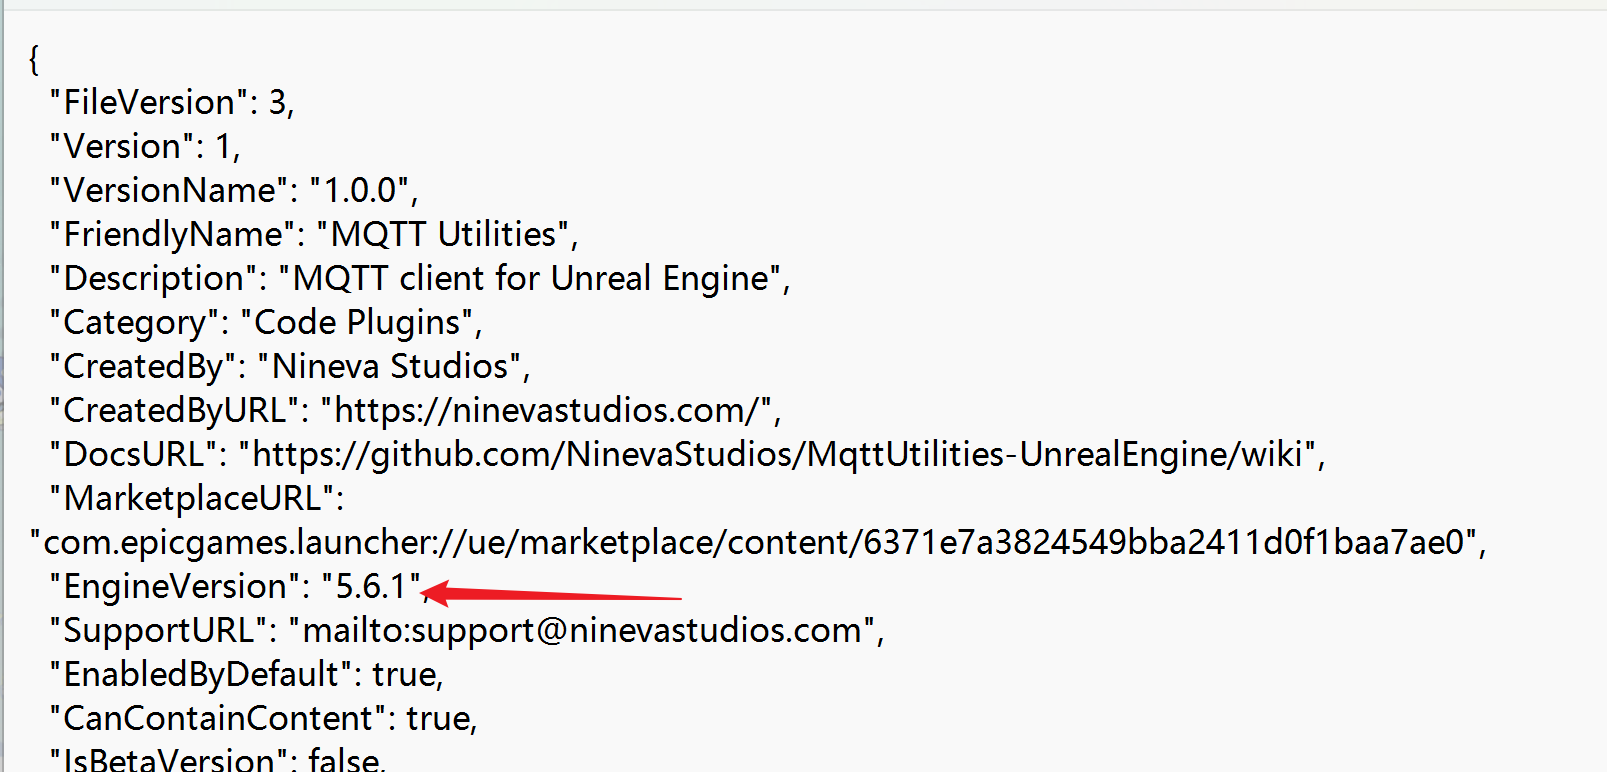 {
"FileVersion": 3,
"Version": 1,
"VersionName": "1.0.0",
"FriendlyName": "MQTT Utilities",
"Description": "MQTT client for Unreal Engine",
"Category": "Code Plugins",
"CreatedBy": "Nineva Studios",
"CreatedByURL": "https://ninevastudios.com/",
"DocsURL": "https://github.com/NinevaStudios/MqttUtilities-UnrealEngine/wiki",
"MarketplaceURL":
"com.epicgames.launcher://ue/marketplace/content/6371e7a3824549bba2411d0f1baa7ae0",
"EngineVersion": "5.6.1",
"SupportURL": "mailto:support@ninevastudios.com",
"EnabledByDefault": true,
"CanContainContent": true,
"IsBetaVersion": false,